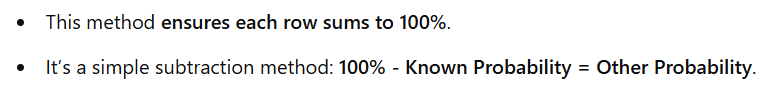 • This method ensures each row sums to 100%.
• It's a simple subtraction method: 100% - Known Probability = Other Probability.